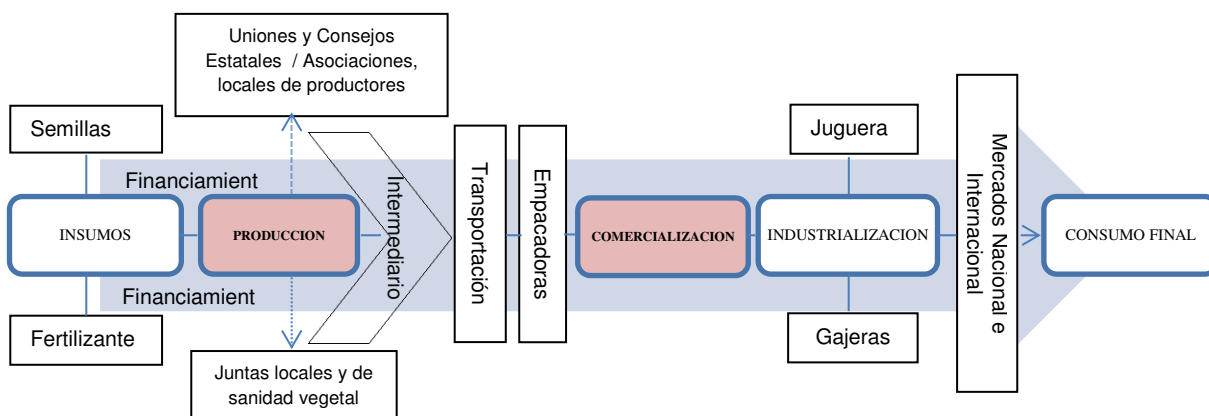 Uniones y Consejos
Estatales / Asociaciones,
locales de productores
Semillas
Fertilizante
Financiamient
Financiamient
INSUMOS
PRODUCCION
Juntas locales y de
sanidad vegetal
Intermediario
Transportación
Empacadoras
COMERCIALIZACION
Juguera
INDUSTRIALIZACION
Gajeras
Mercados Nacional e
Internacional
CONSUMO FINAL